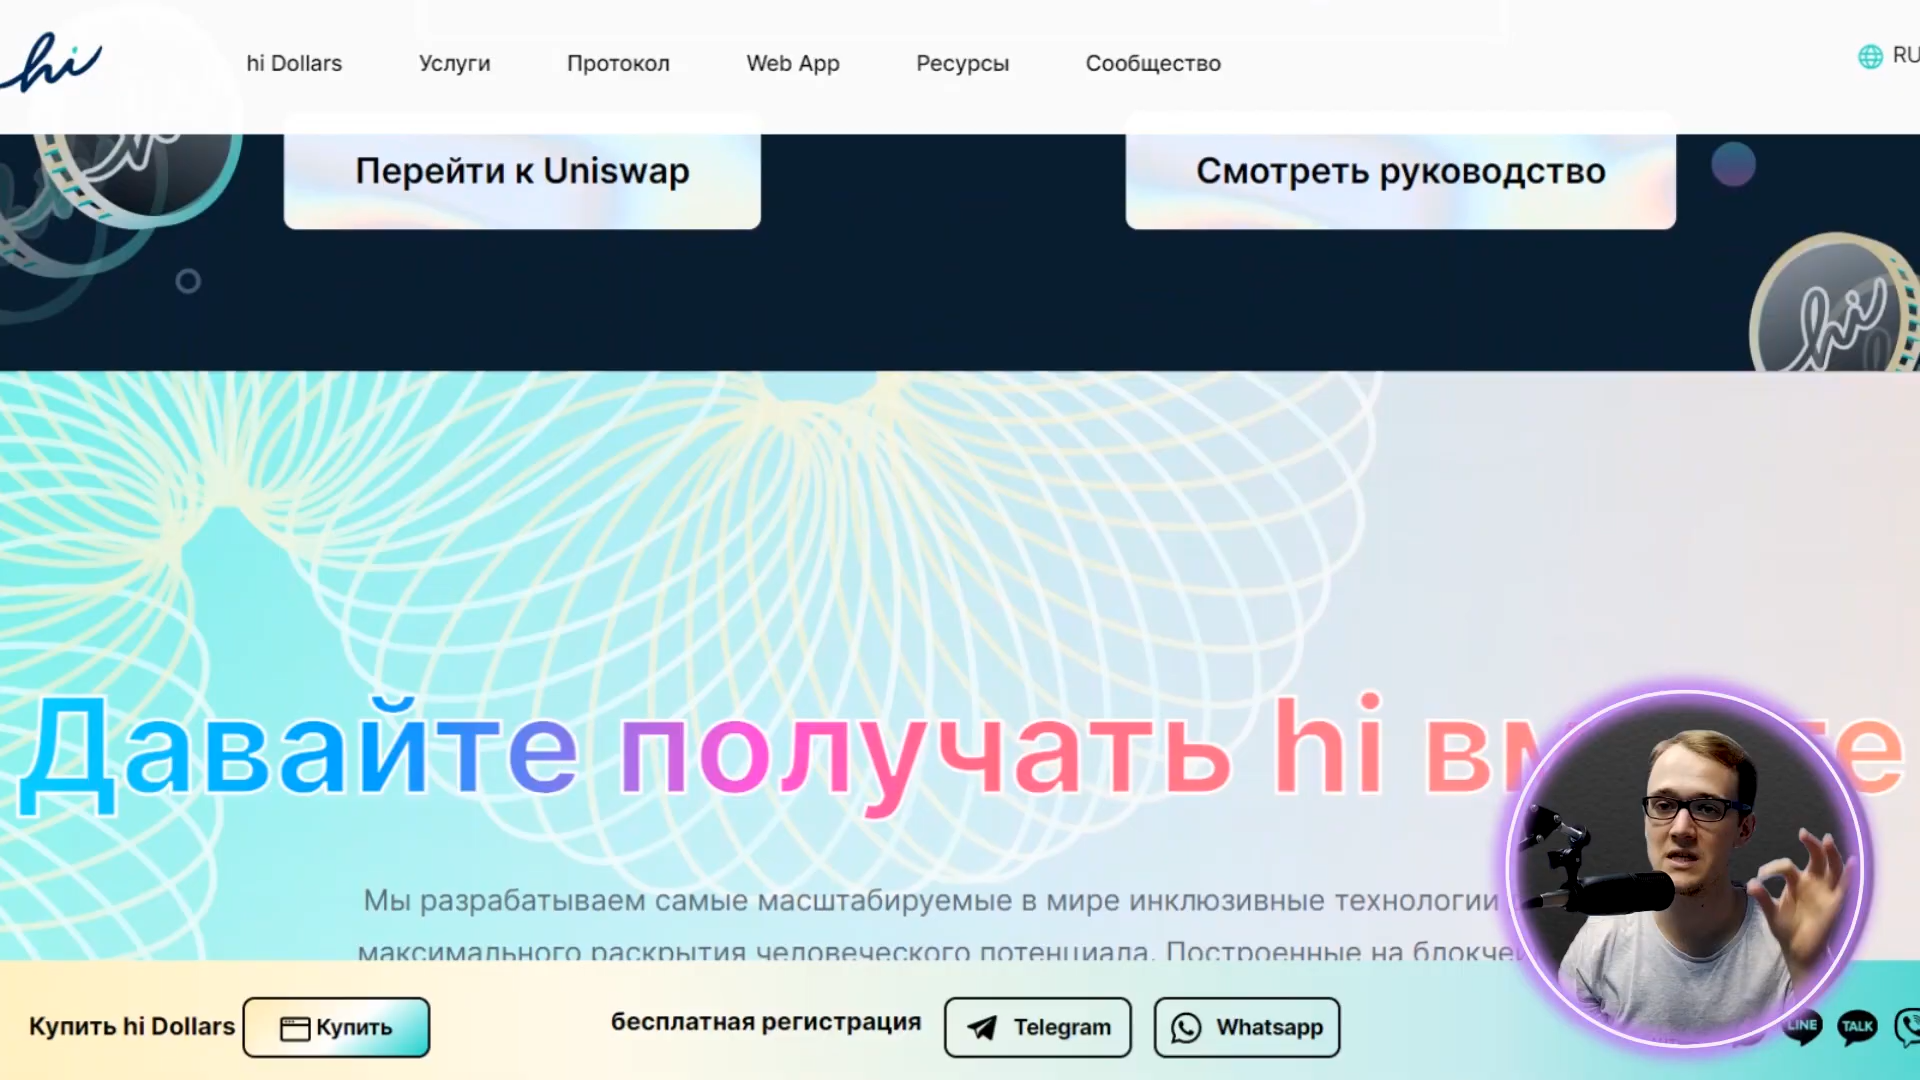 hi
hi Dollars
Услуги
Протокол
Web App
Ресурсы
Сообщество
RU
Перейти к Uniswap
Смотреть руководство
hi
hi
Давайте получать hi
Мы разрабатываем самые масштабируемые в мире инклюзивные технологии
максимального раскрытия человеческого потенциала. Построенные на
Купить hi Dollars
Купить
бесплатная регистрация
Telegram
Whatsapp
LINE
TALK